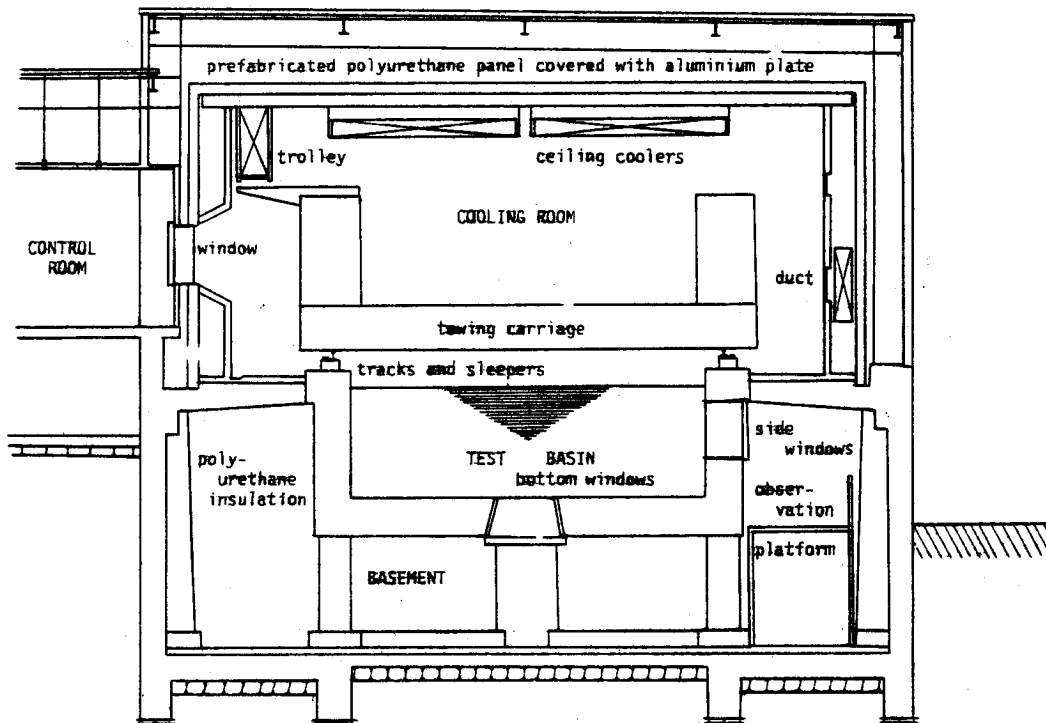 prefabricated polyurethane panel covered with aluminium plate
trolley
ceiling coolers
COOLING ROOM
CONTROL
ROOM
window
duct
towing carriage
tracks and sleepers
TEST BASIN
bottom windows
side
windows
poly-
urethane
insulation
obser-
vation
platform
BASEMENT